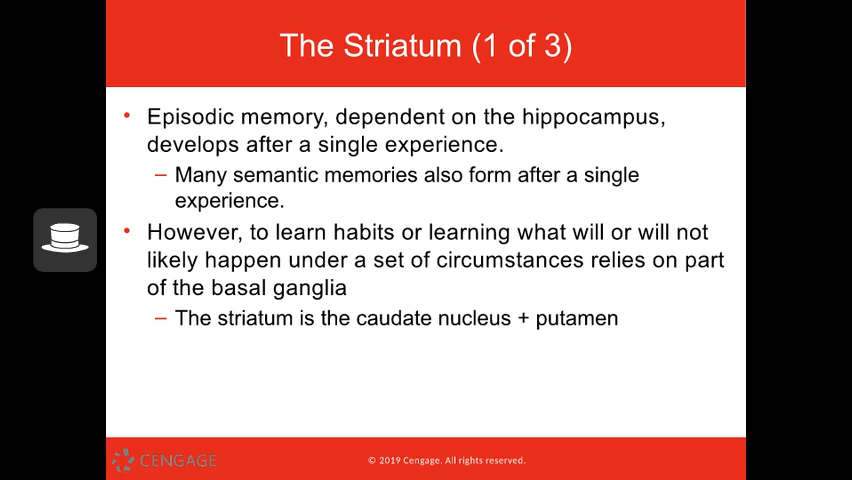 The Striatum (1 of 3)
• Episodic memory, dependent on the hippocampus,
develops after a single experience.
– Many semantic memories also form after a single
experience.
• However, to learn habits or learning what will or will not
likely happen under a set of circumstances relies on part
of the basal ganglia
– The striatum is the caudate nucleus + putamen
CENGAGE
© 2019 Cengage. All rights reserved.